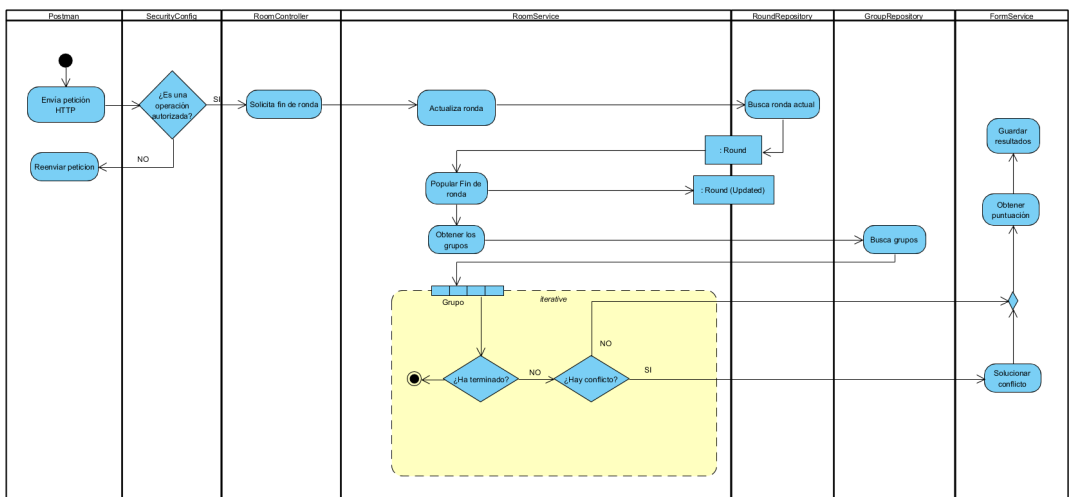 Postman
SecurityConfig
RoomController
RoomService
RoundRepository
GroupRepository
FormService
Envía petición
HTTP
¿Es una
operación
autorizada?
SI
Solicita fin de ronda
Actualiza ronda
Busca ronda actual
NO
Reenviar peticion
: Round
Guardar
resultados
Popular Fin de
ronda
: Round (Updated)
Obtener
puntuación
Obtener los
grupos
Busca grupos
Grupo
iterative
NO
¿Ha terminado?
NO
¿Hay conflicto?
SI
Solucionar
conflicto